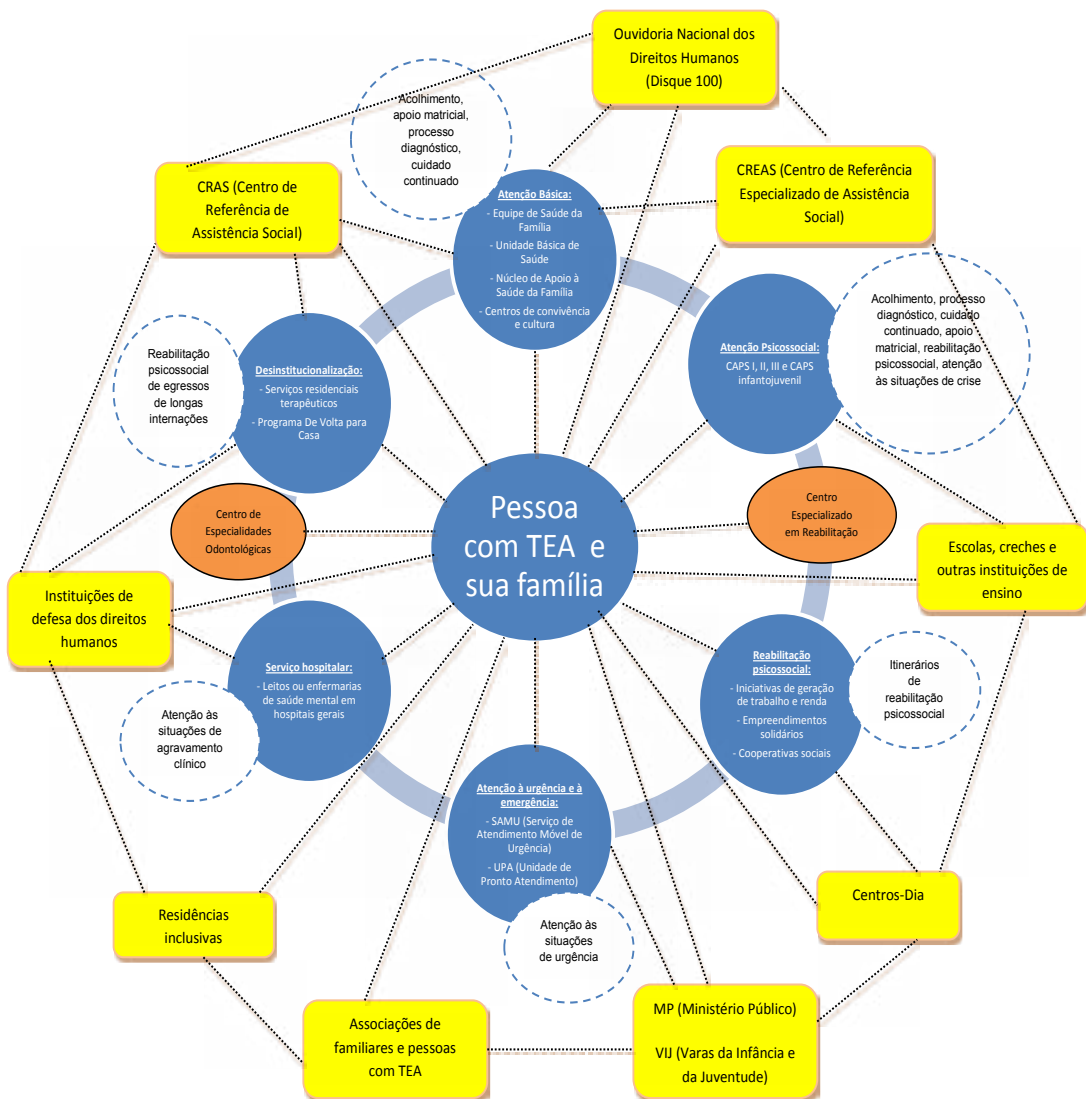 Ouvidoria Nacional dos
Direitos Humanos
(Disque 100)
Acolhimento,
apoio matricial,
processo
diagnóstico,
cuidado
continuado
CRAS (Centro de
Referência de
Assistência Social)
CREAS (Centro de Referência
Especializado de Assistência
Social)
Atenção Básica:
- Equipe de Saúde da
Família
- Unidade Básica de
Saúde
- Núcleo de Apoio à
Saúde da Família
- Centros de convivência
e cultura
Acolhimento, processo
diagnóstico, cuidado
continuado, apoio
matricial, reabilitação
psicossocial, atenção
às situações de crise
Reabilitação
psicossocial
de egressos
de longas
internações
Desinstitucionalização:
- Serviços residenciais
terapêuticos
- Programa De Volta para
Casa
Atenção Psicossocial:
CAPS I, II, III e CAPS
infantojuvenil
Centro de
Especialidades
Odontológicas
Pessoa
com TEA e
sua família
Centro
Especializado
em Reabilitação
Escolas, creches e
outras instituições de
ensino
Instituições de
defesa dos direitos
humanos
Serviço hospitalar:
- Leitos ou enfermarias
de saúde mental em
hospitais gerais
Reabilitação
psicossocial:
- Iniciativas de geração
de trabalho e renda
- Empreendimentos
solidários
- Cooperativas sociais
Itinerários
de
reabilitação
psicossocial
Atenção às
situações de
agravamento
clínico
Atenção à urgência e à
emergência:
- SAMU (Serviço de
Atendimento Móvel de
Urgência)
- UPA (Unidade de
Pronto Atendimento)
Atenção às
situações
de urgência
Residências
inclusivas
Centros-Dia
Associações de
familiares e pessoas
com TEA
MP (Ministério Público)
VIJ (Varas da Infância e
da Juventude)